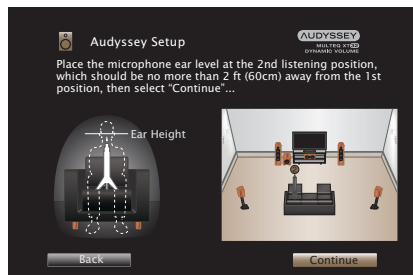 Audyssey Setup
AUDYSSEY
MULTEQ XT32
DYNAMIC VOLUME
Place the microphone ear level at the 2nd listening position,
which should be no more than 2 ft (60cm) away from the 1st
position, then select “Continue”...
Ear Height
Back
Continue